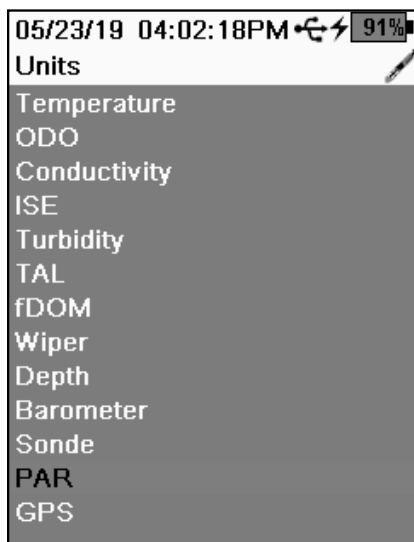 05/23/19 04:02:18PM 91%
Units
Temperature
ODO
Conductivity
ISE
Turbidity
TAL
fDOM
Wiper
Depth
Barometer
Sonde
PAR
GPS